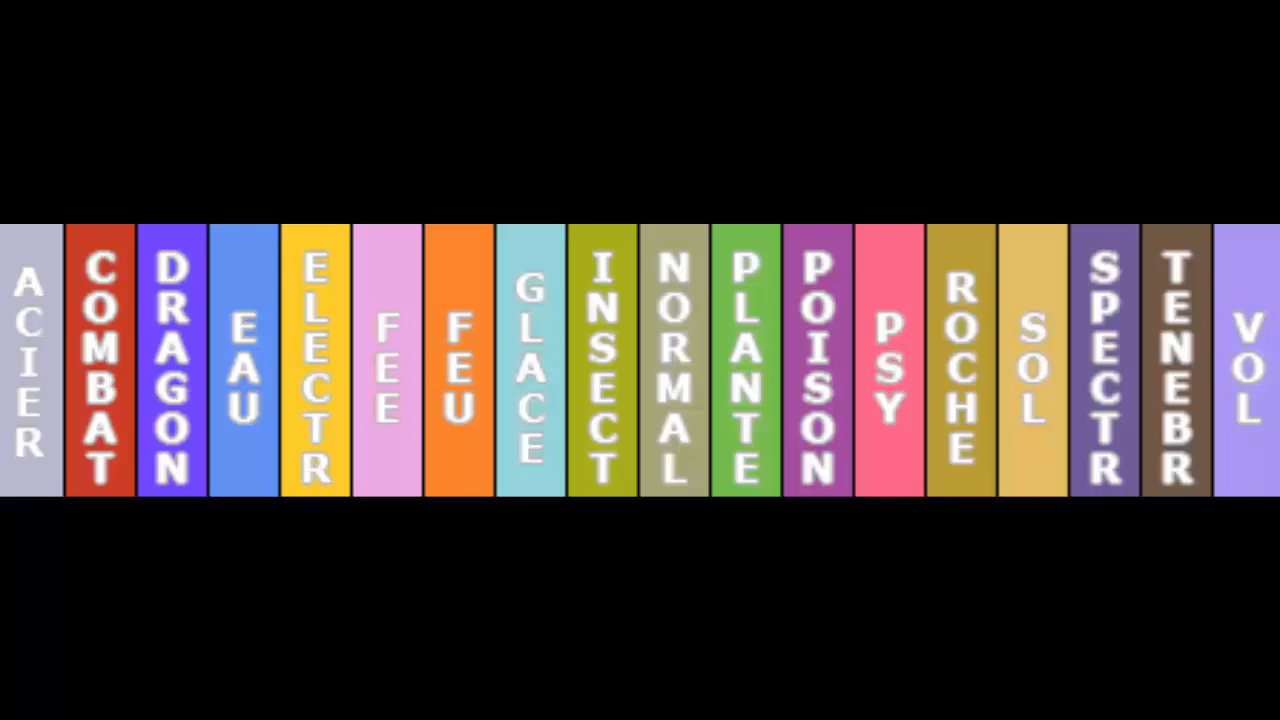 ACIER
COMBAT
DRAGON
EAU
ELECTR
FEE
FEU
GLACE
INSECT
NORMAL
PLANTE
POISON
PSY
ROCHE
SOL
SPECTR
TENEBR
VOL